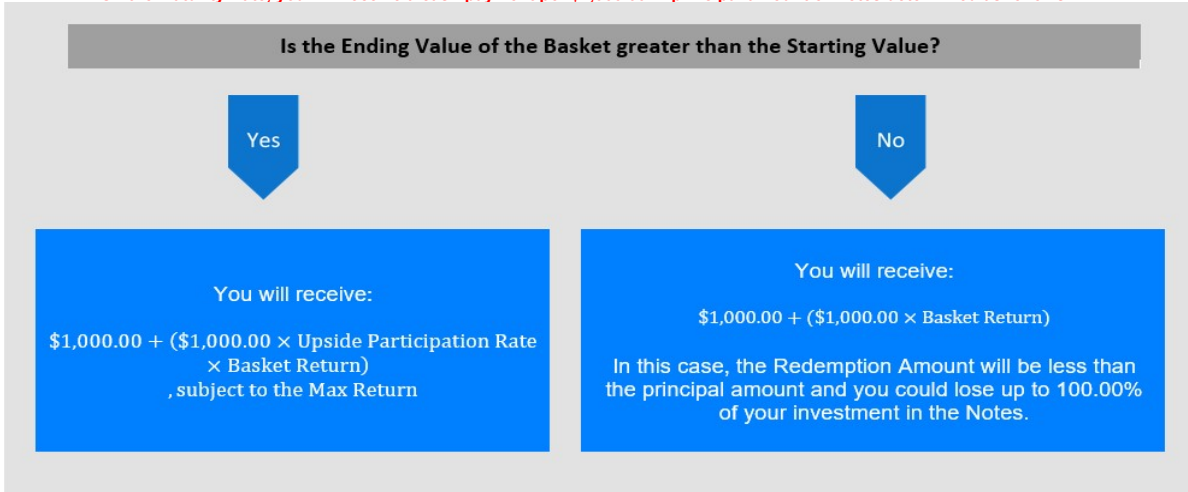 Is the Ending Value of the Basket greater than the Starting Value?
Yes
No
You will receive:
$1,000.00 + ($1,000.00 × Upside Participation Rate
× Basket Return)
, subject to the Max Return
You will receive:
$1,000.00 + ($1,000.00 × Basket Return)
In this case, the Redemption Amount will be less than
the principal amount and you could lose up to 100.00%
of your investment in the Notes.